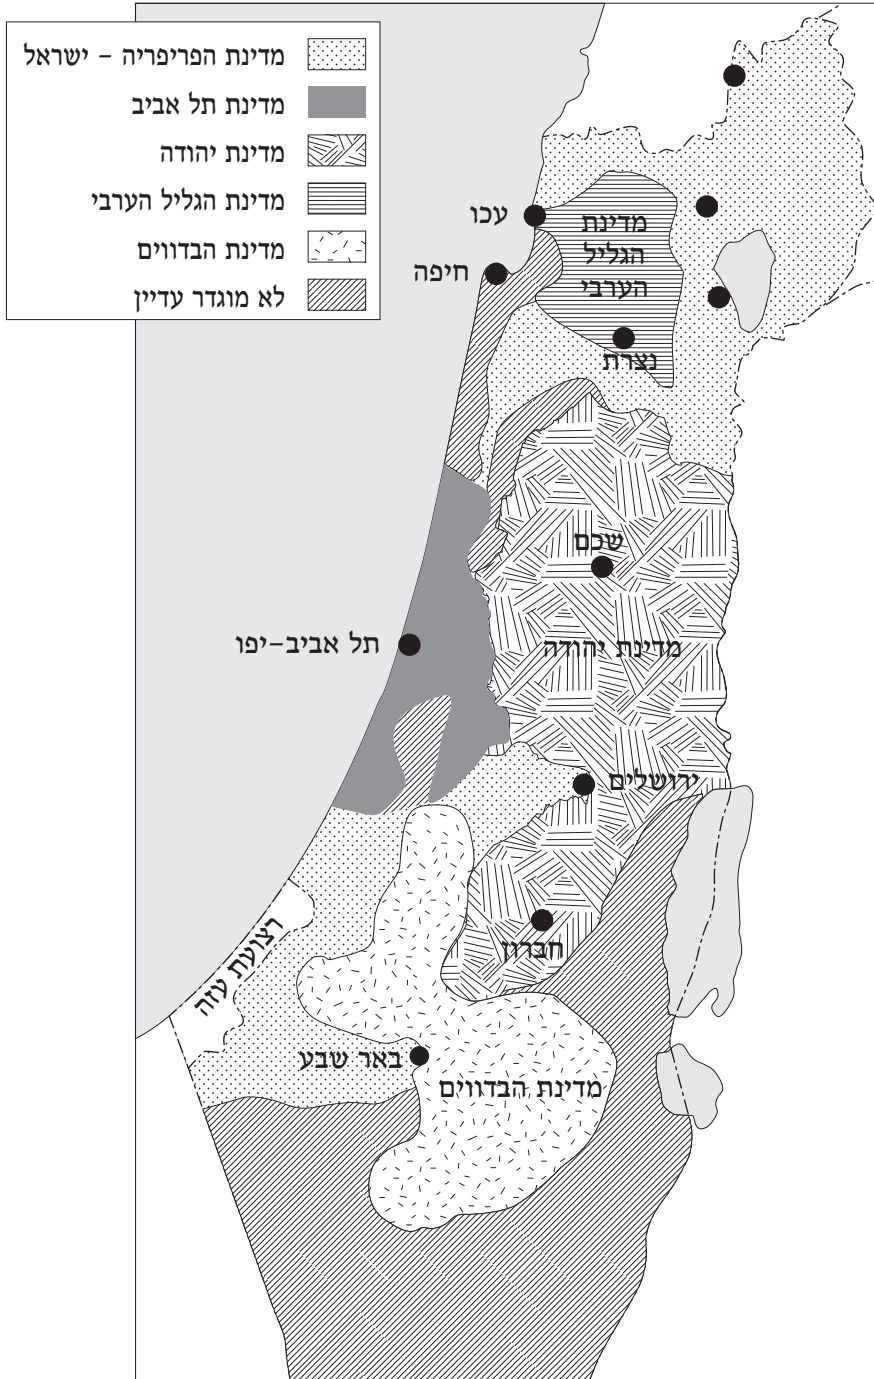 מדינת הפריפריה - ישראל
מדינת תל אביב
מדינת יהודה
מדינת הגליל הערבי
מדינת הבדווים
לא מוגדר עדיין
עכו
מדינת
הגליל
הערבי
חיפה
נצרת
שכם
תל אביב-יפו
מדינת יהודה
ירושלים
חברון
רצועת עזה
באר שבע
מדינת הבדווים